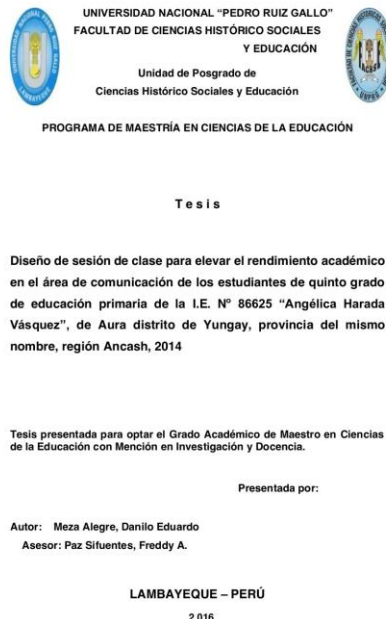 UNIVERSIDAD NACIONAL “PEDRO RUIZ GALLO”
FACULTAD DE CIENCIAS HISTÓRICO SOCIALES
Y EDUCACIÓN
Unidad de Posgrado de
Ciencias Histórico Sociales y Educación
PROGRAMA DE MAESTRÍA EN CIENCIAS DE LA EDUCACIÓN
T e s i s
Diseño de sesión de clase para elevar el rendimiento académico
en el área de comunicación de los estudiantes de quinto grado
de educación primaria de la I.E. Nº 86625 “Angélica Harada
Vásquez”, de Aura distrito de Yungay, provincia del mismo
nombre, región Ancash, 2014
Tesis presentada para optar el Grado Académico de Maestro en Ciencias
de la Educación con Mención en Investigación y Docencia.
Presentada por:
Autor: Meza Alegre, Danilo Eduardo
Asesor: Paz Sifuentes, Freddy A.
LAMBAYEQUE – PERÚ
2 016